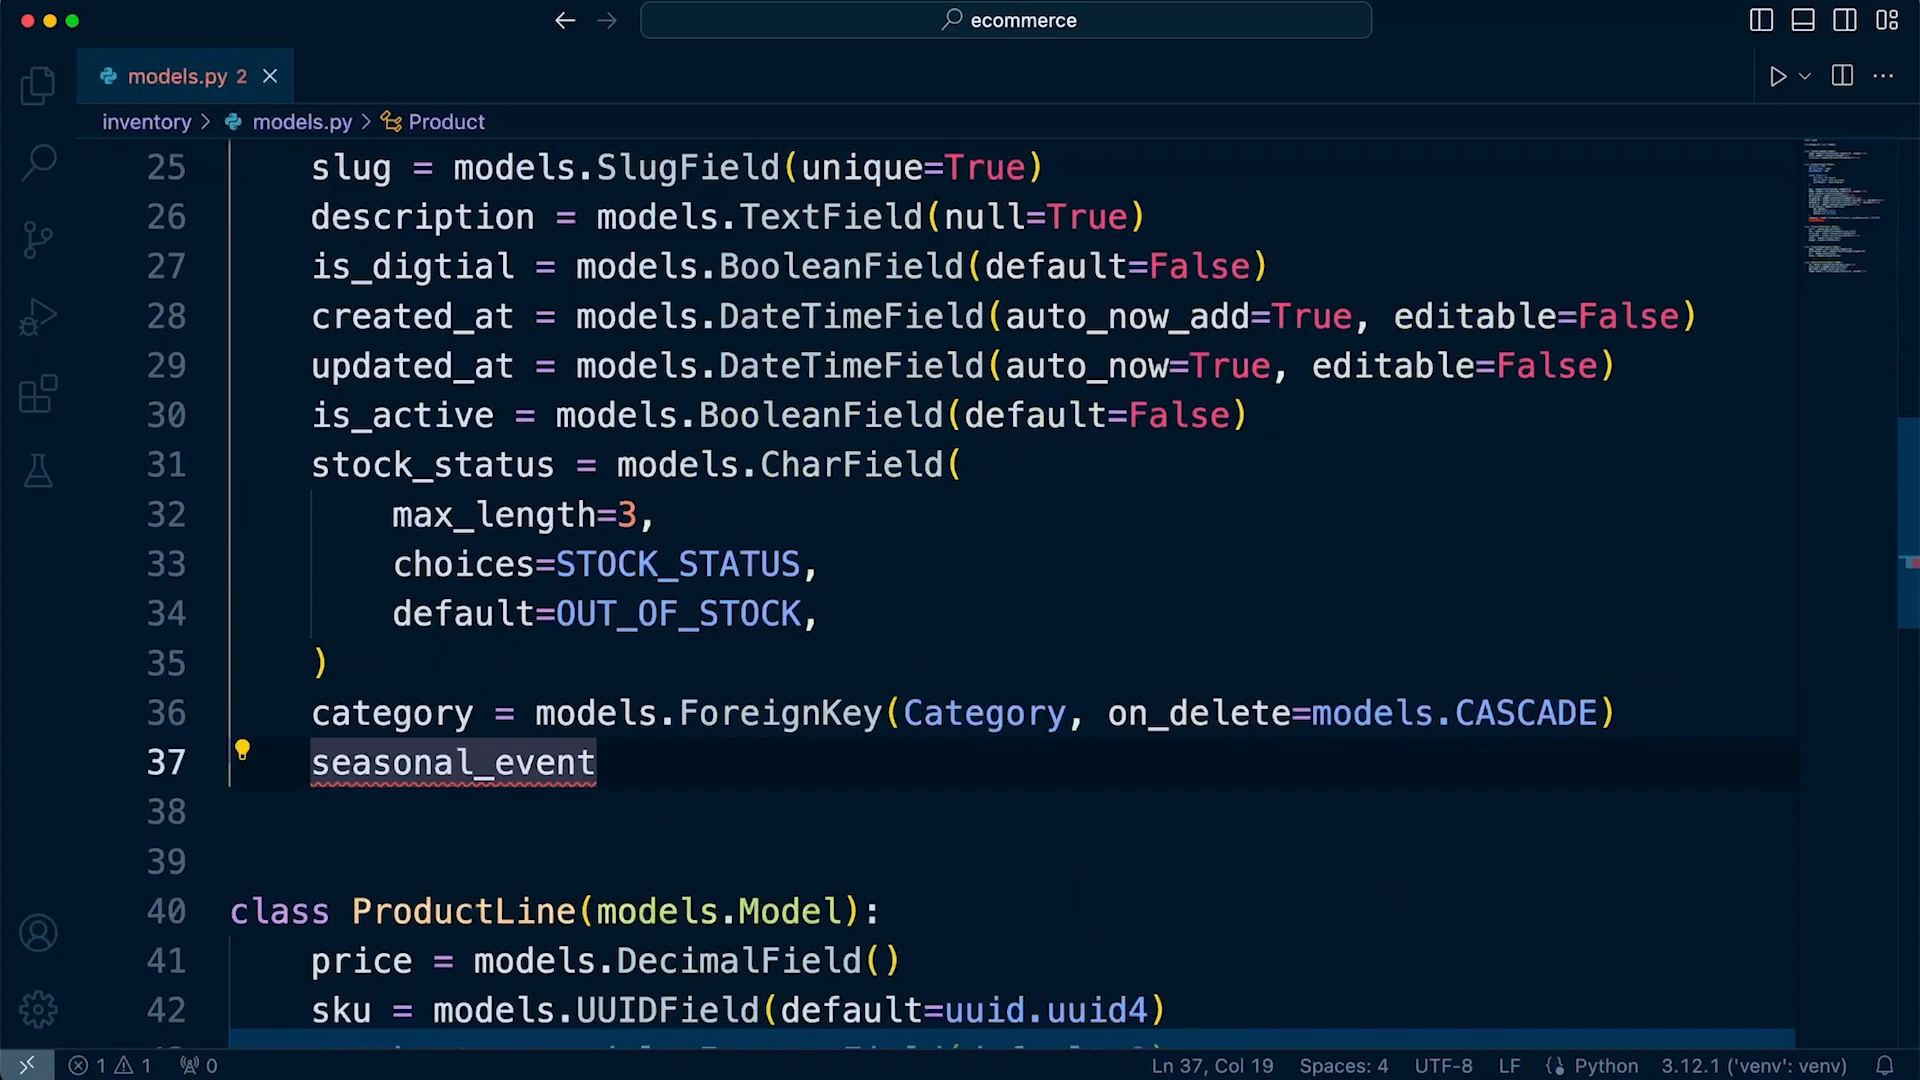 ecommerce
models.py 2
inventory > models.py > Product
25 slug = models.SlugField(unique=True)
26 description = models.TextField(null=True)
27 is_digtial = models.BooleanField(default=False)
28 created_at = models.DateTimeField(auto_now_add=True, editable=False)
29 updated_at = models.DateTimeField(auto_now=True, editable=False)
30 is_active = models.BooleanField(default=False)
31 stock_status = models.CharField(
32 max_length=3,
33 choices=STOCK_STATUS,
34 default=OUT_OF_STOCK,
35 )
36 category = models.ForeignKey(Category, on_delete=models.CASCADE)
37 seasonal_event
38
39
40 class ProductLine(models.Model):
41 price = models.DecimalField()
42 sku = models.UUIDField(default=uuid.uuid4)
1 1 0 Ln 37, Col 19 Spaces: 4 UTF-8 LF Python 3.12.1 ('venv': venv)